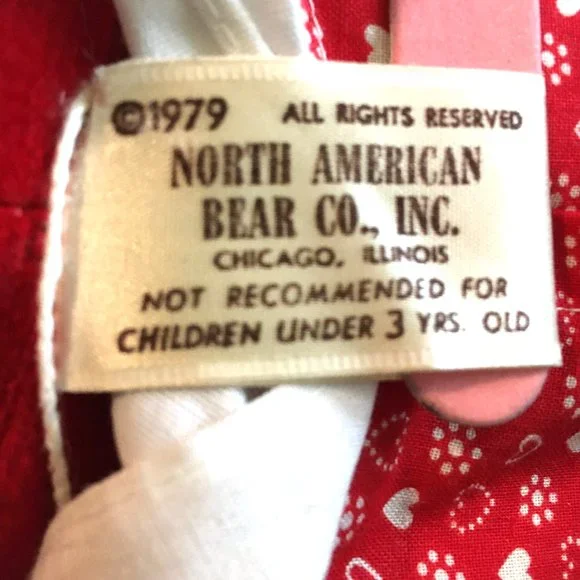 ©1979 ALL RIGHTS RESERVED
NORTH AMERICAN
BEAR CO., INC.
CHICAGO, ILLINOIS
NOT RECOMMENDED FOR
CHILDREN UNDER 3 YRS. OLD